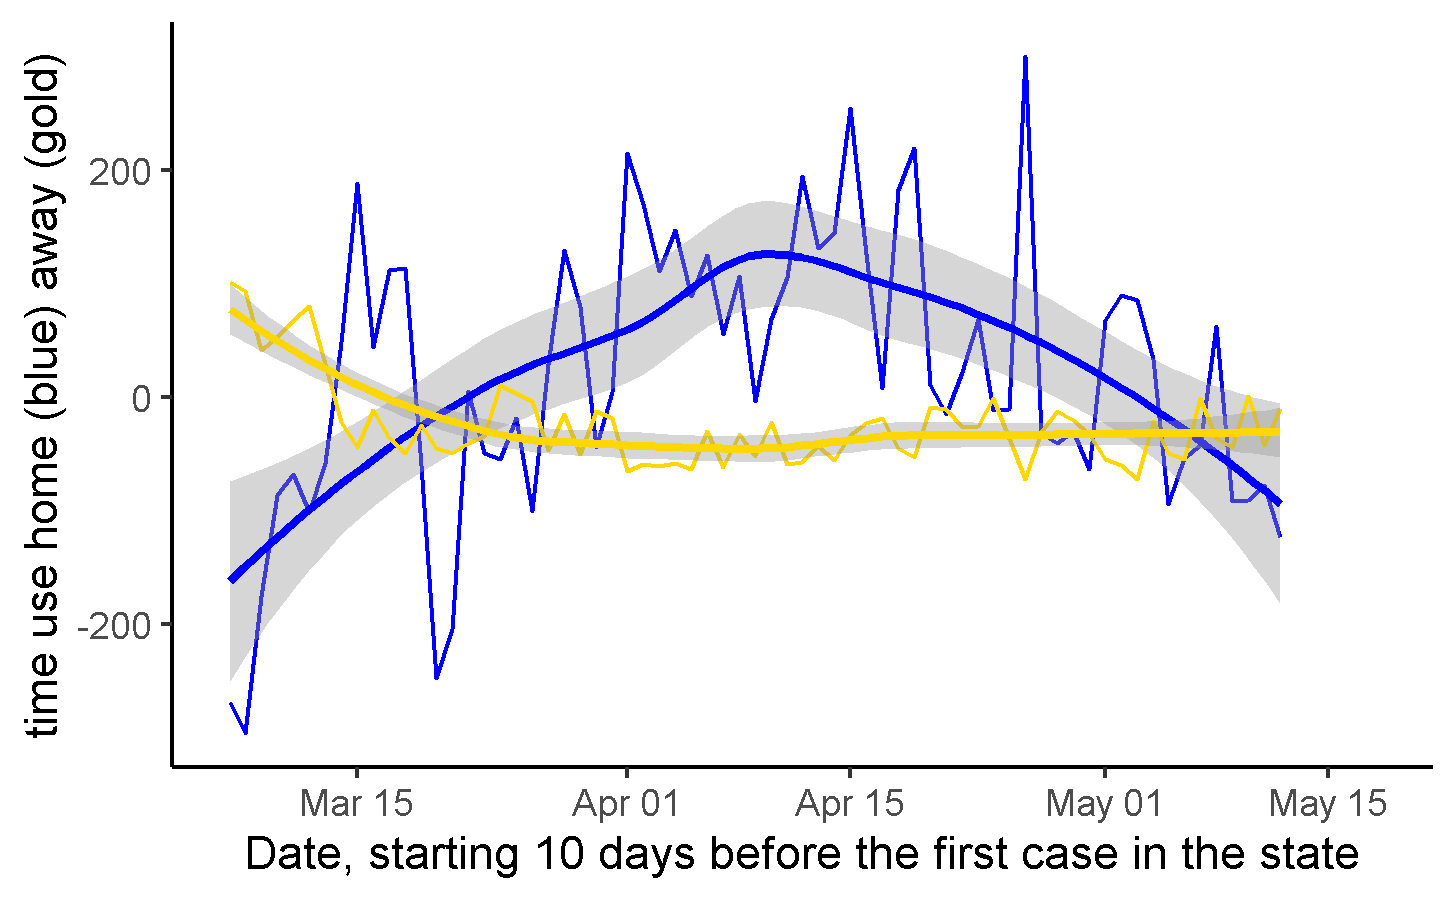 time use home (blue) away (gold)
200
0
-200
Mar 15
Apr 01
Apr 15
May 01
May 15
Date, starting 10 days before the first case in the state